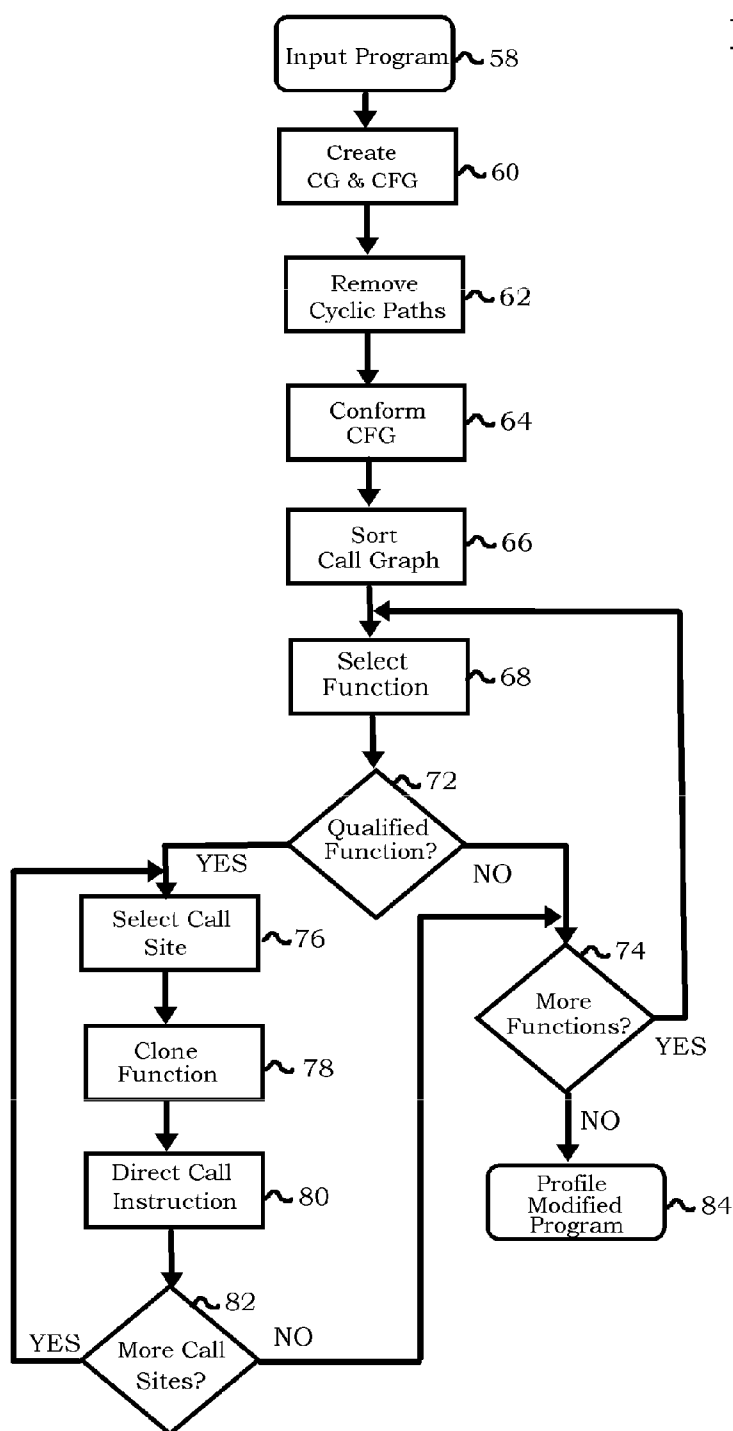 Input Program
58
Create
CG & CFG
60
Remove
Cyclic Paths
62
Conform
CFG
64
Sort
Call Graph
66
Select
Function
68
72
Qualified
Function?
YES
NO
Select Call
Site
76
74
More
Functions?
YES
Clone
Function
78
NO
Direct Call
Instruction
80
Profile
Modified
Program
84
82
YES
NO
More Call
Sites?